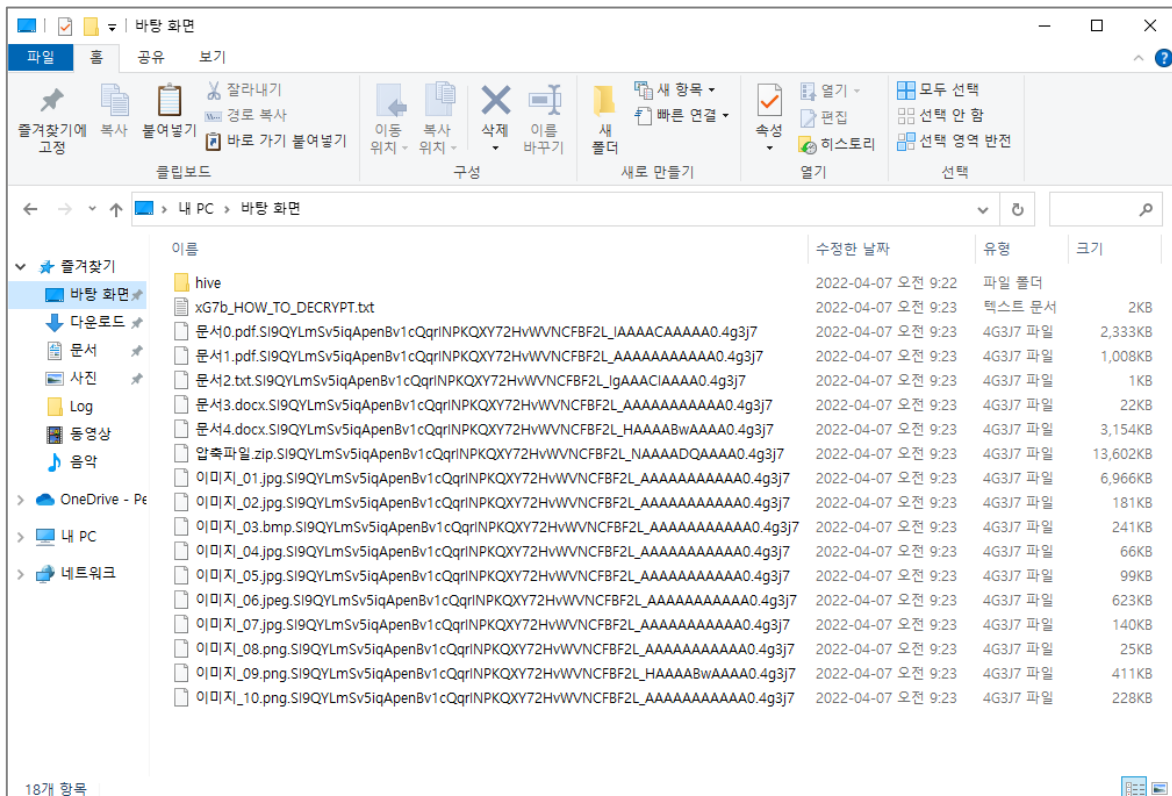 바탕 화면
파일 홈 공유 보기
즐겨찾기에 고정
복사
붙여넣기
잘라내기
경로 복사
바로 가기 붙여넣기
클립보드
이동 위치
복사 위치
삭제
이름 바꾸기
구성
새 폴더
새 항목
빠른 연결
새로 만들기
속성
열기
편집
히스토리
열기
모두 선택
선택 안 함
선택 영역 반전
선택
내 PC > 바탕 화면
이름 수정한 날짜 유형 크기
즐겨찾기
바탕 화면
다운로드
문서
사진
Log
동영상
음악
OneDrive - Pe
내 PC
네트워크
hive 2022-04-07 오전 9:22 파일 폴더
xG7b_HOW_TO_DECRYPT.txt 2022-04-07 오전 9:23 텍스트 문서 2KB
문서0.pdf.SI9QYLmSv5iqApenBv1cQqrINPKQXY72HvWVNCFBF2L_IAAAACAAAAA0.4g3j7 2022-04-07 오전 9:23 4G3J7 파일 2,333KB
문서1.pdf.SI9QYLmSv5iqApenBv1cQqrINPKQXY72HvWVNCFBF2L_AAAAAAAAAAA0.4g3j7 2022-04-07 오전 9:23 4G3J7 파일 1,008KB
문서2.txt.SI9QYLmSv5iqApenBv1cQqrINPKQXY72HvWVNCFBF2L_IgAAACIAAAA0.4g3j7 2022-04-07 오전 9:23 4G3J7 파일 1KB
문서3.docx.SI9QYLmSv5iqApenBv1cQqrINPKQXY72HvWVNCFBF2L_AAAAAAAAAAA0.4g3j7 2022-04-07 오전 9:23 4G3J7 파일 22KB
문서4.docx.SI9QYLmSv5iqApenBv1cQqrINPKQXY72HvWVNCFBF2L_HAAAABwAAAA0.4g3j7 2022-04-07 오전 9:23 4G3J7 파일 3,154KB
압축파일.zip.SI9QYLmSv5iqApenBv1cQqrINPKQXY72HvWVNCFBF2L_NAAAADQAAAA0.4g3j7 2022-04-07 오전 9:23 4G3J7 파일 13,602KB
이미지_01.jpg.SI9QYLmSv5iqApenBv1cQqrINPKQXY72HvWVNCFBF2L_AAAAAAAAAAA0.4g3j7 2022-04-07 오전 9:23 4G3J7 파일 6,966KB
이미지_02.jpg.SI9QYLmSv5iqApenBv1cQqrINPKQXY72HvWVNCFBF2L_AAAAAAAAAAA0.4g3j7 2022-04-07 오전 9:23 4G3J7 파일 181KB
이미지_03.bmp.SI9QYLmSv5iqApenBv1cQqrINPKQXY72HvWVNCFBF2L_AAAAAAAAAAA0.4g3j7 2022-04-07 오전 9:23 4G3J7 파일 241KB
이미지_04.jpg.SI9QYLmSv5iqApenBv1cQqrINPKQXY72HvWVNCFBF2L_AAAAAAAAAAA0.4g3j7 2022-04-07 오전 9:23 4G3J7 파일 66KB
이미지_05.jpg.SI9QYLmSv5iqApenBv1cQqrINPKQXY72HvWVNCFBF2L_AAAAAAAAAAA0.4g3j7 2022-04-07 오전 9:23 4G3J7 파일 99KB
이미지_06.jpeg.SI9QYLmSv5iqApenBv1cQqrINPKQXY72HvWVNCFBF2L_AAAAAAAAAAA0.4g3j7 2022-04-07 오전 9:23 4G3J7 파일 623KB
이미지_07.jpg.SI9QYLmSv5iqApenBv1cQqrINPKQXY72HvWVNCFBF2L_AAAAAAAAAAA0.4g3j7 2022-04-07 오전 9:23 4G3J7 파일 140KB
이미지_08.png.SI9QYLmSv5iqApenBv1cQqrINPKQXY72HvWVNCFBF2L_AAAAAAAAAAA0.4g3j7 2022-04-07 오전 9:23 4G3J7 파일 25KB
이미지_09.png.SI9QYLmSv5iqApenBv1cQqrINPKQXY72HvWVNCFBF2L_HAAAABwAAAA0.4g3j7 2022-04-07 오전 9:23 4G3J7 파일 411KB
이미지_10.png.SI9QYLmSv5iqApenBv1cQqrINPKQXY72HvWVNCFBF2L_AAAAAAAAAAA0.4g3j7 2022-04-07 오전 9:23 4G3J7 파일 228KB
18개 항목